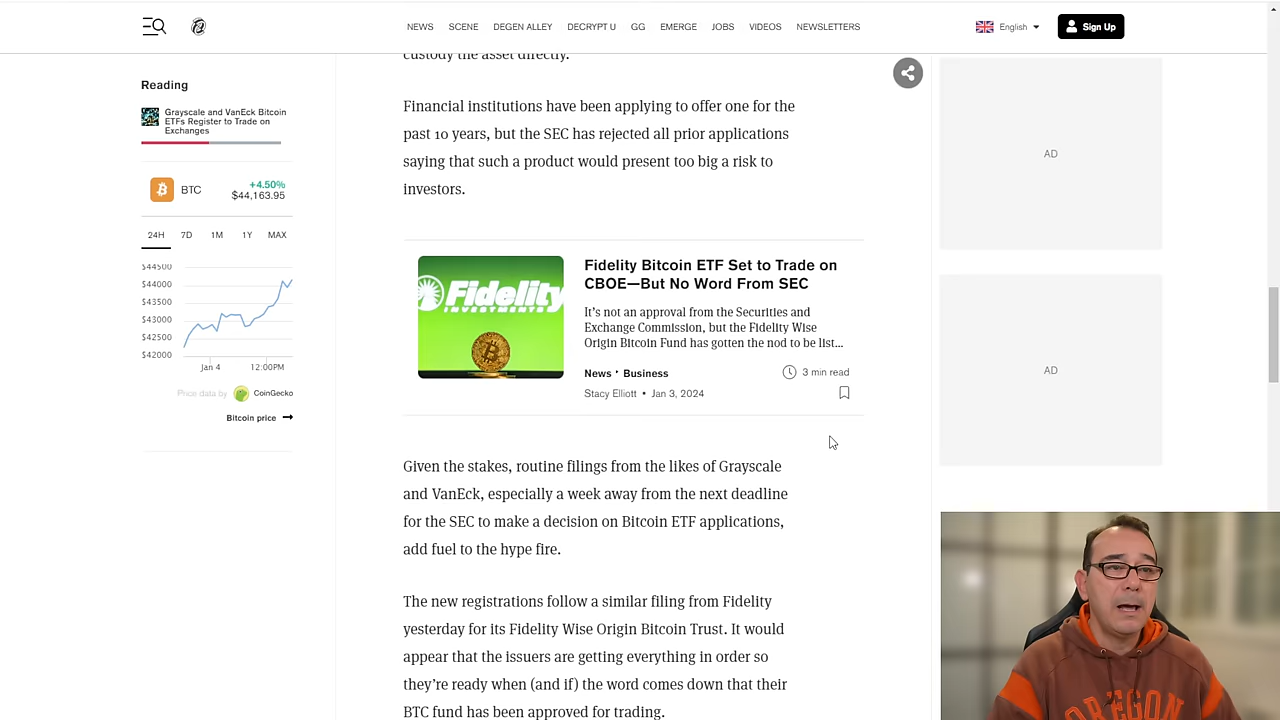 NEWS SCENE DEGEN ALLEY DECRYPT U GG EMERGE JOBS VIDEOS NEWSLETTERS
English
Sign Up
Reading
Grayscale and VanEck Bitcoin
ETFs Register to Trade on
Exchanges
BTC
+4.50%
$44,163.95
24H 7D 1M 1Y MAX
$44500
$44000
$43500
$43000
$42500
$42000
Jan 4 12:00PM
Price data by CoinGecko
Bitcoin price
custody the asset directly.
Financial institutions have been applying to offer one for the
past 10 years, but the SEC has rejected all prior applications
saying that such a product would present too big a risk to
investors.
Fidelity
INVESTMENTS
Fidelity Bitcoin ETF Set to Trade on
CBOE—But No Word From SEC
It's not an approval from the Securities and
Exchange Commission, but the Fidelity Wise
Origin Bitcoin Fund has gotten the nod to be list...
News • Business
3 min read
Stacy Elliott • Jan 3, 2024
Given the stakes, routine filings from the likes of Grayscale
and VanEck, especially a week away from the next deadline
for the SEC to make a decision on Bitcoin ETF applications,
add fuel to the hype fire.
The new registrations follow a similar filing from Fidelity
yesterday for its Fidelity Wise Origin Bitcoin Trust. It would
appear that the issuers are getting everything in order so
they're ready when (and if) the word comes down that their
BTC fund has been approved for trading.
AD
AD
OREGON